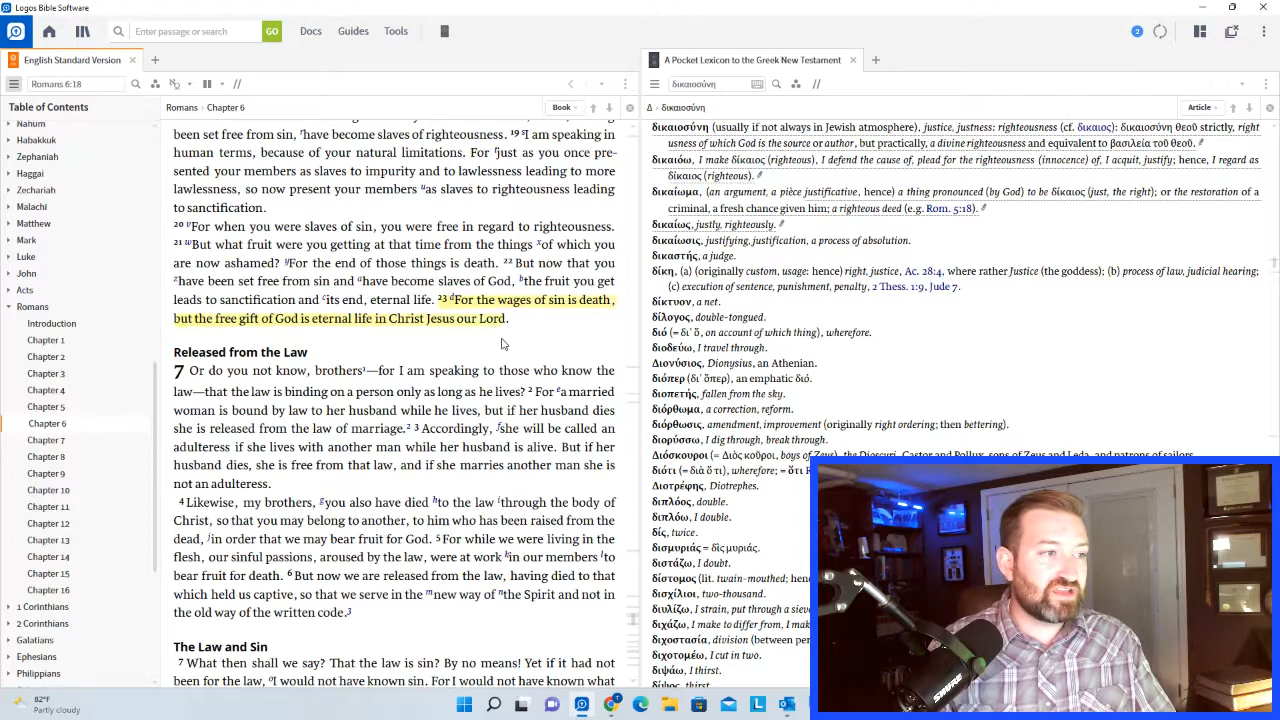 Logos Bible Software
Enter passage or search
GO
Docs
Guides
Tools
2
English Standard Version
Romans 6:18
Romans › Chapter 6
Book
Table of Contents
Nahum
Habakkuk
Zephaniah
Haggai
Zechariah
Malachi
Matthew
Mark
Luke
John
Acts
Romans
Introduction
Chapter 1
Chapter 2
Chapter 3
Chapter 4
Chapter 5
Chapter 6
Chapter 7
Chapter 8
Chapter 9
Chapter 10
Chapter 11
Chapter 12
Chapter 13
Chapter 14
Chapter 15
Chapter 16
1 Corinthians
2 Corinthians
Galatians
Ephesians
Philippians
been set free from sin, have become slaves of righteousness. 19 I am speaking in
human terms, because of your natural limitations. For just as you once pre-
sented your members as slaves to impurity and to lawlessness leading to more
lawlessness, so now present your members as slaves to righteousness leading
to sanctification.
20 For when you were slaves of sin, you were free in regard to righteousness.
21 But what fruit were you getting at that time from the things of which you
are now ashamed? For the end of those things is death. 22 But now that you
have been set free from sin and have become slaves of God, the fruit you get
leads to sanctification and its end, eternal life. 23 For the wages of sin is death,
but the free gift of God is eternal life in Christ Jesus our Lord.
Released from the Law
7 Or do you not know, brothers—for I am speaking to those who know the
law—that the law is binding on a person only as long as he lives? 2 For a married
woman is bound by law to her husband while he lives, but if her husband dies
she is released from the law of marriage.2 3 Accordingly, she will be called an
adulteress if she lives with another man while her husband is alive. But if her
husband dies, she is free from that law, and if she marries another man she is
not an adulteress.
4 Likewise, my brothers, you also have died to the law through the body of
Christ, so that you may belong to another, to him who has been raised from the
dead, in order that we may bear fruit for God. 5 For while we were living in the
flesh, our sinful passions, aroused by the law, were at work in our members to
bear fruit for death. 6 But now we are released from the law, having died to that
which held us captive, so that we serve in the new way of the Spirit and not in
the old way of the written code.3
The Law and Sin
7 What then shall we say? That the law is sin? By no means! Yet if it had not
been for the law, I would not have known sin. For I would not have known what
A Pocket Lexicon to the Greek New Testament
δικαιοσύνη
Δ › δικαιοσύνη
Article
δικαιοσύνη (usually if not always in Jewish atmosphere), justice, justness: righteousness (cf. δίκαιος): δικαιοσύνη θεοῦ strictly, right
usness of which God is the source or author, but practically, a divine righteousness and equivalent to βασιλεία τοῦ θεοῦ.
δικαιόω, I make δίκαιος (righteous), I defend the cause of, plead for the righteousness (innocence) of, I acquit, justify; hence, I regard as
δίκαιος (righteous).
δικαίωμα, (an argument, a pièce justificative, hence) a thing pronounced (by God) to be δίκαιος (just, the right); or the restoration of a
criminal, a fresh chance given him; a righteous deed (e.g. Rom. 5:18).
δικαίως, justly, righteously.
δικαίωσις, justifying, justification, a process of absolution.
δικαστής, a judge.
δίκη, (a) (originally custom, usage: hence) right, justice, Ac. 28:4, where rather Justice (the goddess); (b) process of law, judicial hearing;
(c) execution of sentence, punishment, penalty, 2 Thess. 1:9, Jude 7.
δίκτυον, a net.
δίλογος, double-tongued.
διό (= δι' ὅ, on account of which thing), wherefore.
διοδεύω, I travel through.
Διονύσιος, Dionysius, an Athenian.
διόπερ (δι' ὅπερ), an emphatic διό.
διοπετής, fallen from the sky.
διόρθωμα, a correction, reform.
διόρθωσις, amendment, improvement (originally right ordering; then bettering).
διορύσσω, I dig through, break through.
Διόσκουροι (= Διὸς κοῦροι, boys of Zeus), the Dioscuri, Castor and Pollux, sons of Zeus and Leda, and patrons of sailors.
διότι (= διὰ ὅ τι), wherefore; = ὅτι
Διοτρέφης, Diotrephes.
διπλόος, double.
διπλόω, I double.
δίς, twice.
δισμυριάς = δὶς μυριάς.
διστάζω, I doubt.
δίστομος (lit. twain-mouthed; hen
δισχίλιοι, two-thousand.
διυλίζω, I strain, put through a sieve
διχάζω, I make to differ from, I mak
διχοστασία, division (between per
διχοτομέω, I cut in two.
διψάω, I thirst.
δίψος, thirst.
82°F
Partly cloudy
SHURE